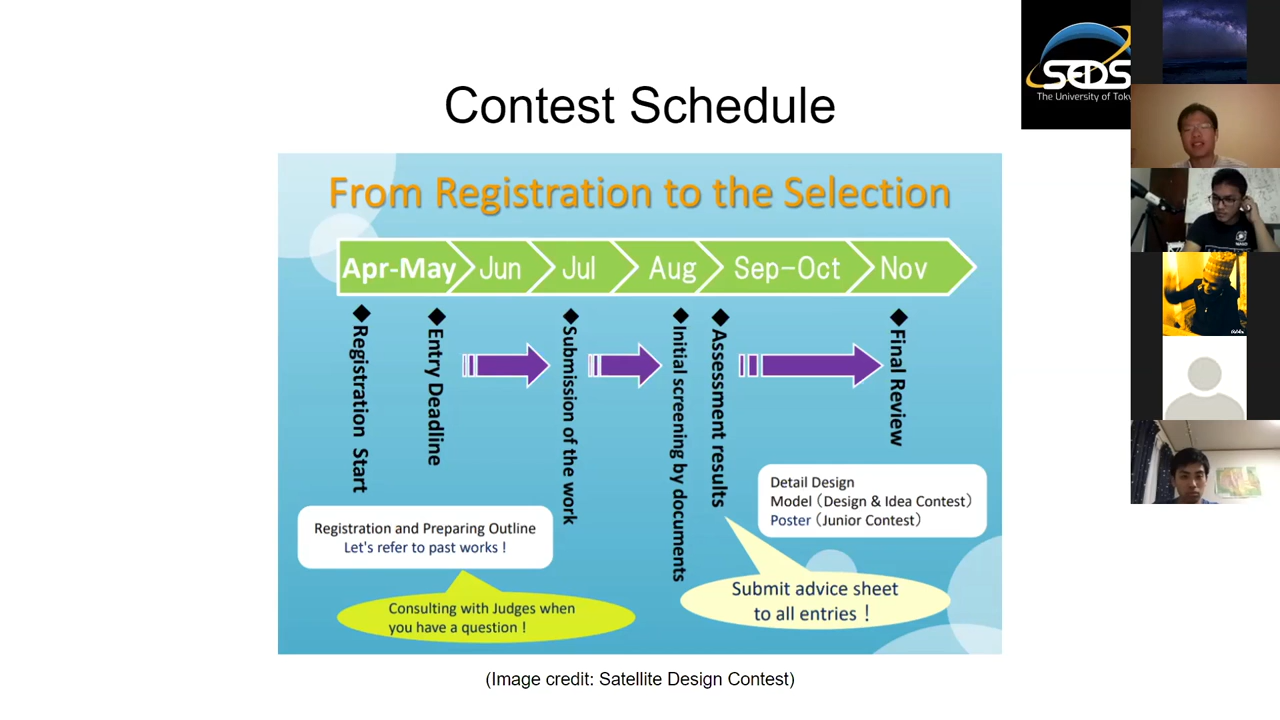 Contest Schedule
SEDS
The University of Tok
From Registration to the Selection
Apr-May
Jun
Jul
Aug
Sep-Oct
Nov
◆Registration Start
◆Entry Deadline
◆Submission of the work
◆Initial screening by documents
◆Assessment results
◆Final Review
Registration and Preparing Outline
Let's refer to past works !
Consulting with Judges when
you have a question !
Detail Design
Model (Design & Idea Contest)
Poster (Junior Contest)
Submit advice sheet
to all entries !
(Image credit: Satellite Design Contest)